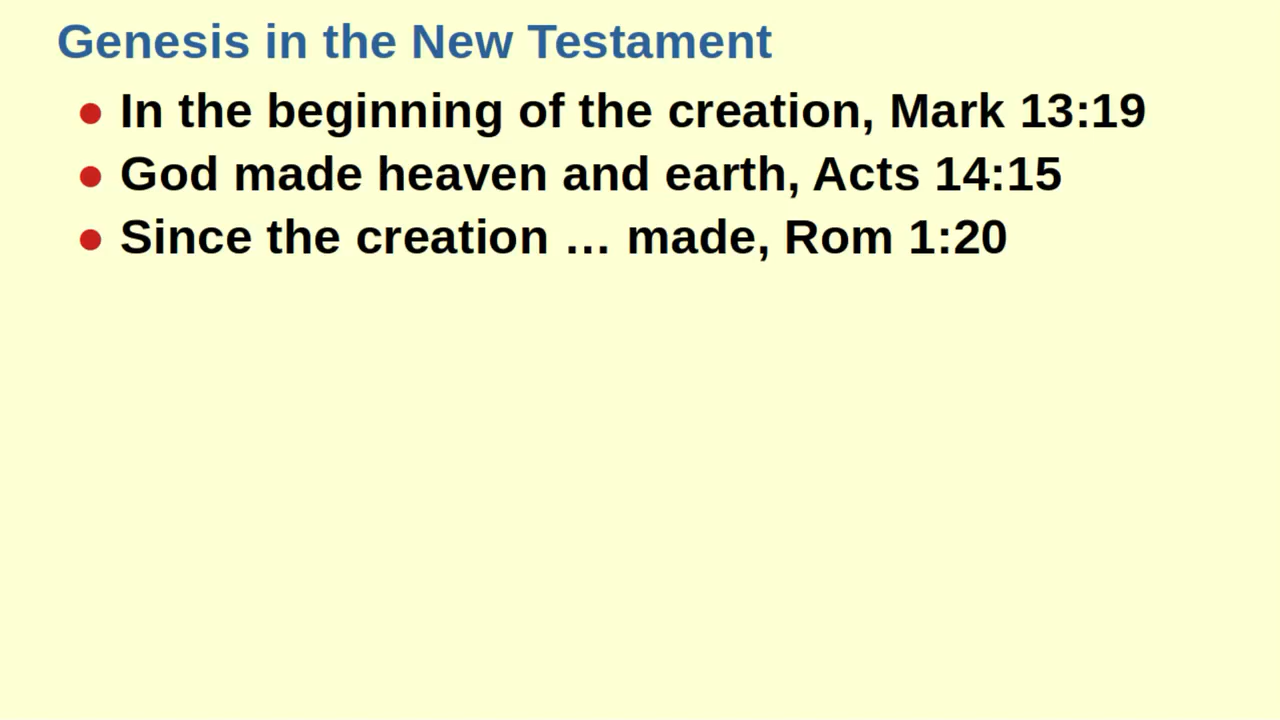 Genesis in the New Testament
● In the beginning of the creation, Mark 13:19
● God made heaven and earth, Acts 14:15
● Since the creation … made, Rom 1:20